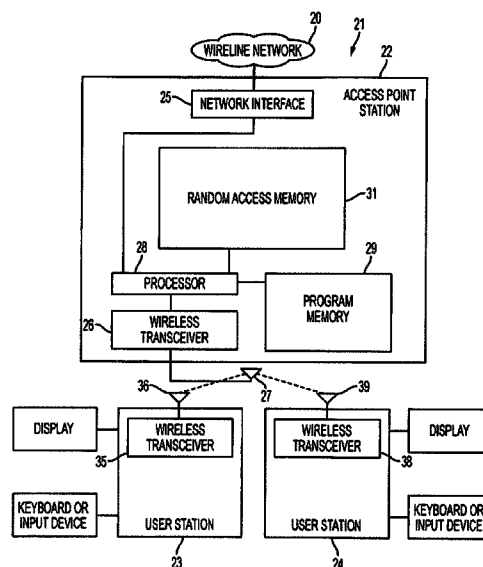 20
21
WIRELINE NETWORK
22
25
NETWORK INTERFACE
ACCESS POINT
STATION
RANDOM ACCESS MEMORY
31
28
29
PROCESSOR
PROGRAM
MEMORY
26
WIRELESS
TRANSCEIVER
36
27
39
DISPLAY
WIRELESS
TRANSCEIVER
35
WIRELESS
TRANSCEIVER
38
DISPLAY
KEYBOARD OR
INPUT DEVICE
USER STATION
23
USER STATION
24
KEYBOARD OR
INPUT DEVICE